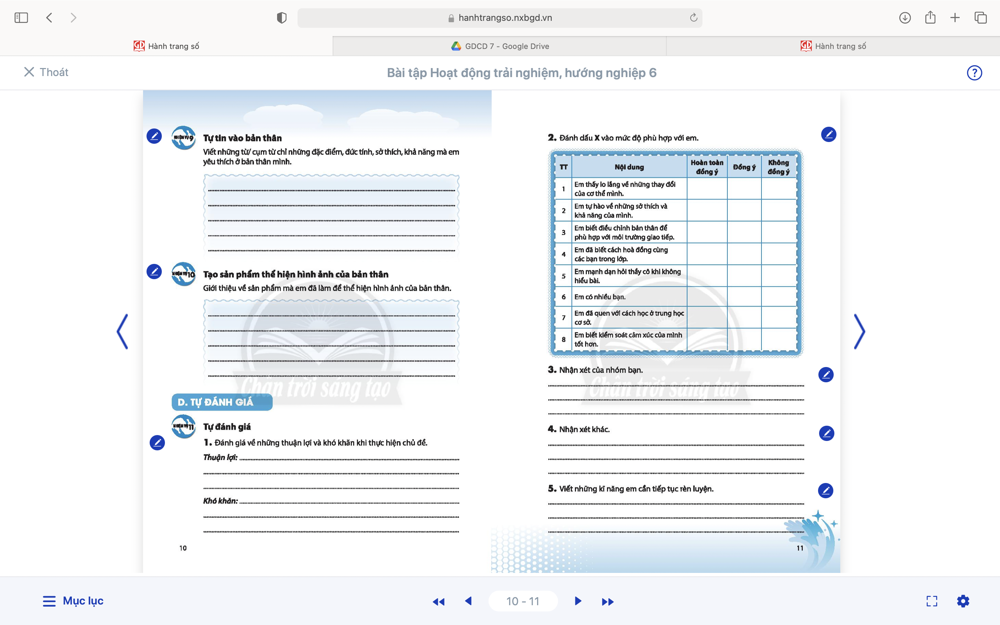 hanhtrangso.nxbgd.vn
Hành trang số
GDCD 7 - Google Drive
Hành trang số
Thoát
Bài tập Hoạt động trải nghiệm, hướng nghiệp 6
?
NHIỆM VỤ 9
Tự tin vào bản thân
Viết những từ/ cụm từ chỉ những đặc điểm, đức tính, sở thích, khả năng mà em
yêu thích ở bản thân mình.
NHIỆM VỤ 10
Tạo sản phẩm thể hiện hình ảnh của bản thân
Giới thiệu về sản phẩm mà em đã làm để thể hiện hình ảnh của bản thân.
Chân trời sáng tạo
D. TỰ ĐÁNH GIÁ
NHIỆM VỤ 11
Tự đánh giá
1. Đánh giá về những thuận lợi và khó khăn khi thực hiện chủ đề.
Thuận lợi:
Khó khăn:
10
2. Đánh dấu X vào mức độ phù hợp với em.
TT Nội dung Hoàn toàn đồng ý Đồng ý Không đồng ý
1 Em thấy lo lắng về những thay đổi
của cơ thể mình.
2 Em tự hào về những sở thích và
khả năng của mình.
3 Em biết điều chỉnh bản thân để
phù hợp với môi trường giao tiếp.
4 Em đã biết cách hoà đồng cùng
các bạn trong lớp.
5 Em mạnh dạn hỏi thầy cô khi không
hiểu bài.
6 Em có nhiều bạn.
7 Em đã quen với cách học ở trung học
cơ sở.
8 Em biết kiểm soát cảm xúc của mình
tốt hơn.
3. Nhận xét của nhóm bạn.
Chân trời sáng tạo
4. Nhận xét khác.
5. Viết những kĩ năng em cần tiếp tục rèn luyện.
11
Mục lục
10 - 11